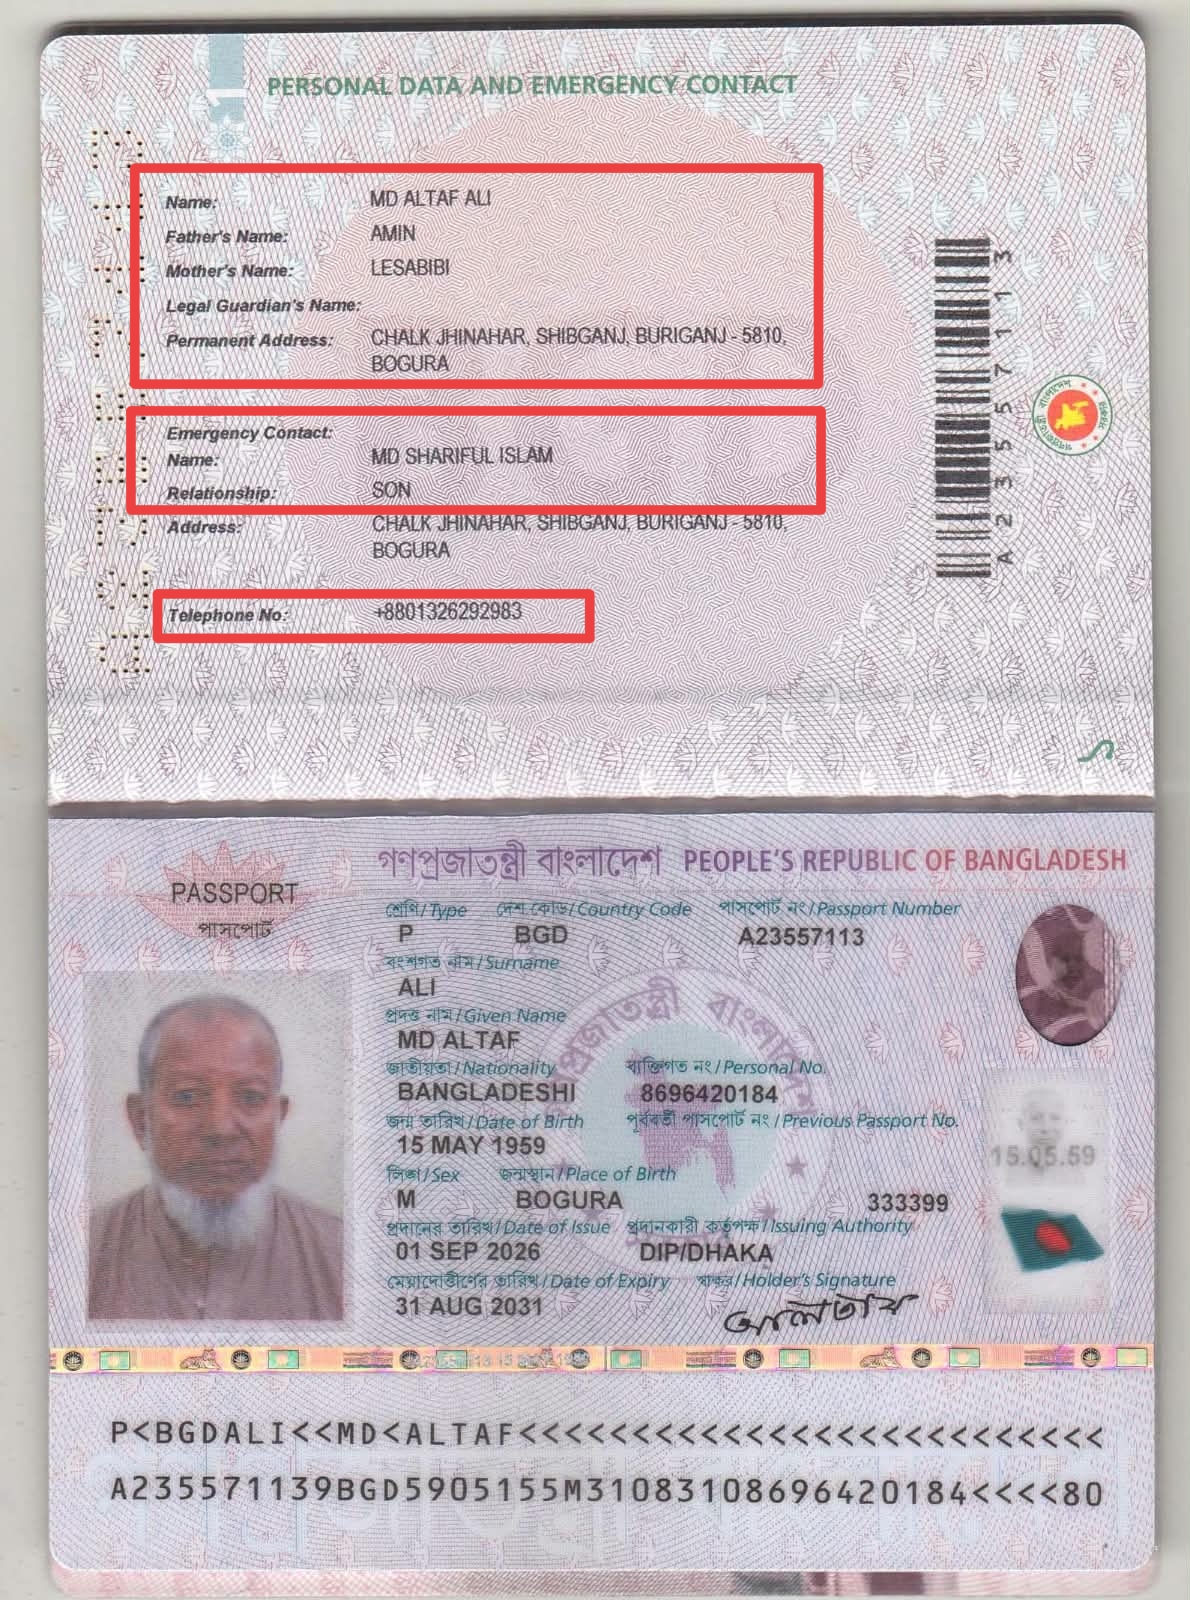 1
PERSONAL DATA AND EMERGENCY CONTACT
Name: MD ALTAF ALI
Father's Name: AMIN
Mother's Name: LESABIBI
Legal Guardian's Name:
Permanent Address: CHALK JHINAHAR, SHIBGANJ, BURIGANJ - 5810,
BOGURA
Emergency Contact:
Name: MD SHARIFUL ISLAM
Relationship: SON
Address: CHALK JHINAHAR, SHIBGANJ, BURIGANJ - 5810,
BOGURA
Telephone No: +8801326292983
A23557113
গণপ্রজাতন্ত্রী বাংলাদেশ PEOPLE'S REPUBLIC OF BANGLADESH
PASSPORT
পাসপোর্ট
শ্রেণি/Type দেশ কোড/Country Code পাসপোর্ট নং/Passport Number
P BGD A23557113
বংশগত নাম/Surname
ALI
প্রদত্ত নাম/Given Name
MD ALTAF
জাতীয়তা/Nationality ব্যক্তিগত নং/Personal No.
BANGLADESHI 8696420184
জন্ম তারিখ/Date of Birth পূর্ববর্তী পাসপোর্ট নং/Previous Passport No.
15 MAY 1959
15.05.59
লিঙ্গ/Sex জন্মস্থান/Place of Birth
M BOGURA 333399
প্রদানের তারিখ/Date of Issue প্রদানকারী কর্তৃপক্ষ/Issuing Authority
01 SEP 2026 DIP/DHAKA
মেয়াদোত্তীর্ণের তারিখ/Date of Expiry স্বাক্ষর/Holder's Signature
31 AUG 2031 আলতাফ
P<BGDALI<<MD<ALTAF<<<<<<<<<<<<<<<<<<<<<<<<<<
A235571139BGD5905155M31083108696420184<<<<80